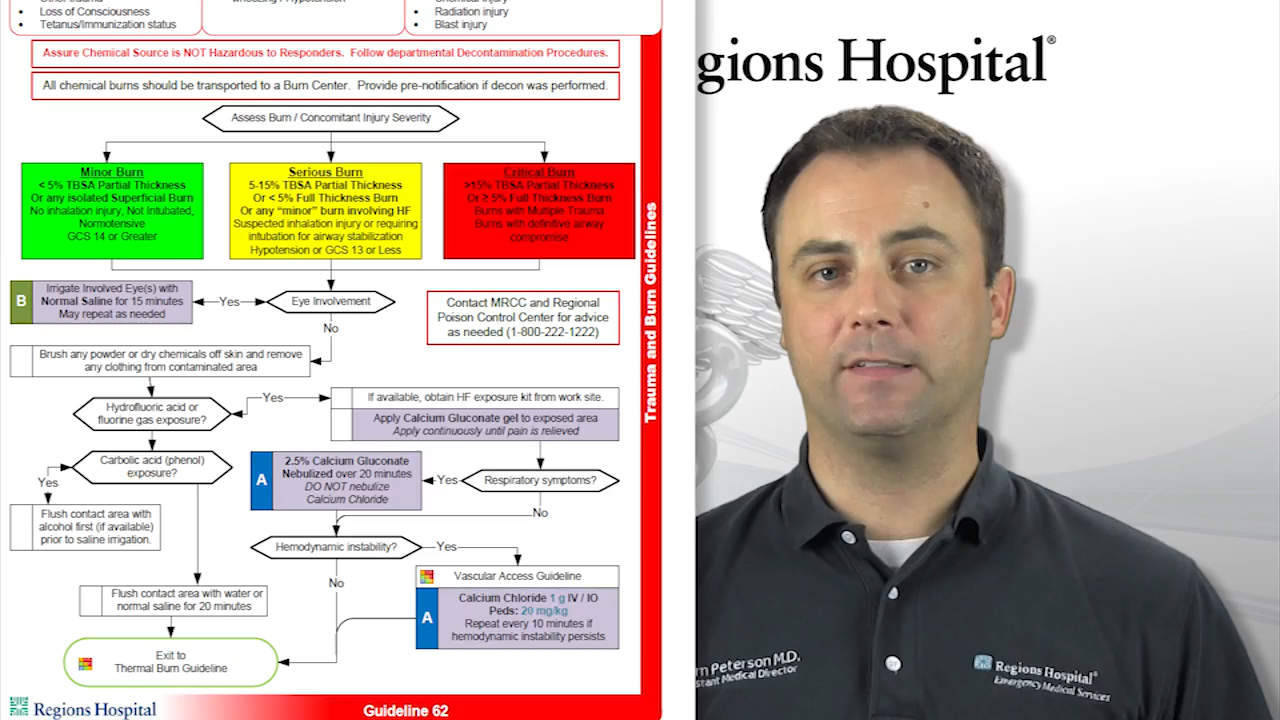 Loss of Consciousness
Tetanus/Immunization status
wheezing / Hypotension
Chemical injury
Radiation injury
Blast injury
Assure Chemical Source is NOT Hazardous to Responders. Follow departmental Decontamination Procedures.
All chemical burns should be transported to a Burn Center. Provide pre-notification if decon was performed.
Assess Burn / Concomitant Injury Severity
Minor Burn
< 5% TBSA Partial Thickness
Or any isolated Superficial Burn
No inhalation injury, Not Intubated,
Normotensive
GCS 14 or Greater
Serious Burn
5-15% TBSA Partial Thickness
Or < 5% Full Thickness Burn
Or any “minor” burn involving HF
Suspected inhalation injury or requiring
intubation for airway stabilization
Hypotension or GCS 13 or Less
Critical Burn
>15% TBSA Partial Thickness
Or ≥ 5% Full Thickness Burn
Burns with Multiple Trauma
Burns with definitive airway
compromise
B
Irrigate Involved Eye(s) with
Normal Saline for 15 minutes
May repeat as needed
Yes
Eye Involvement
No
Contact MRCC and Regional
Poison Control Center for advice
as needed (1-800-222-1222)
Brush any powder or dry chemicals off skin and remove
any clothing from contaminated area
Hydrofluoric acid or
fluorine gas exposure?
Yes
If available, obtain HF exposure kit from work site.
Apply Calcium Gluconate gel to exposed area
Apply continuously until pain is relieved
Carbolic acid (phenol)
exposure?
Yes
A
2.5% Calcium Gluconate
Nebulized over 20 minutes
DO NOT nebulize
Calcium Chloride
Yes
Respiratory symptoms?
No
Flush contact area with
alcohol first (if available)
prior to saline irrigation.
Hemodynamic instability?
Yes
No
Vascular Access Guideline
A
Calcium Chloride 1 g IV / IO
Peds: 20 mg/kg
Repeat every 10 minutes if
hemodynamic instability persists
Flush contact area with water or
normal saline for 20 minutes
Exit to
Thermal Burn Guideline
Trauma and Burn Guidelines
Regions Hospital
Guideline 62
gions Hospital®
m Peterson M.D.
stant Medical Director
Regions Hospital®
Emergency Medical Services